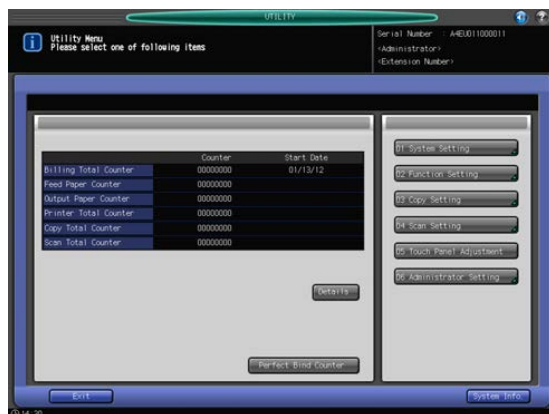 UTILITY
Utility Menu
Please select one of following items
Serial Number : A4EU011000011
<Administrator>
<Extension Number>
Counter Start Date
Billing Total Counter 00000000 01/13/12
Feed Paper Counter 00000000
Output Paper Counter 00000000
Printer Total Counter 00000000
Copy Total Counter 00000000
Scan Total Counter 00000000
Details
Perfect Bind Counter
01 System Setting
02 Function Setting
03 Copy Setting
04 Scan Setting
05 Touch Panel Adjustment
06 Administrator Setting
Exit
System Info.